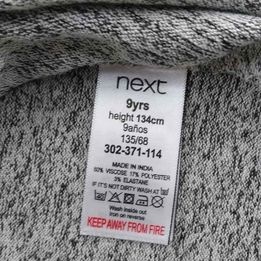 next
9yrs
height 134cm
9años
135/68
302-371-114
MADE IN INDIA
80% VISCOSE 17% POLYESTER
3% ELASTANE
IF IT'S NOT DIRTY WASH AT 30
Wash inside out
iron on reverse
KEEP AWAY FROM FIRE